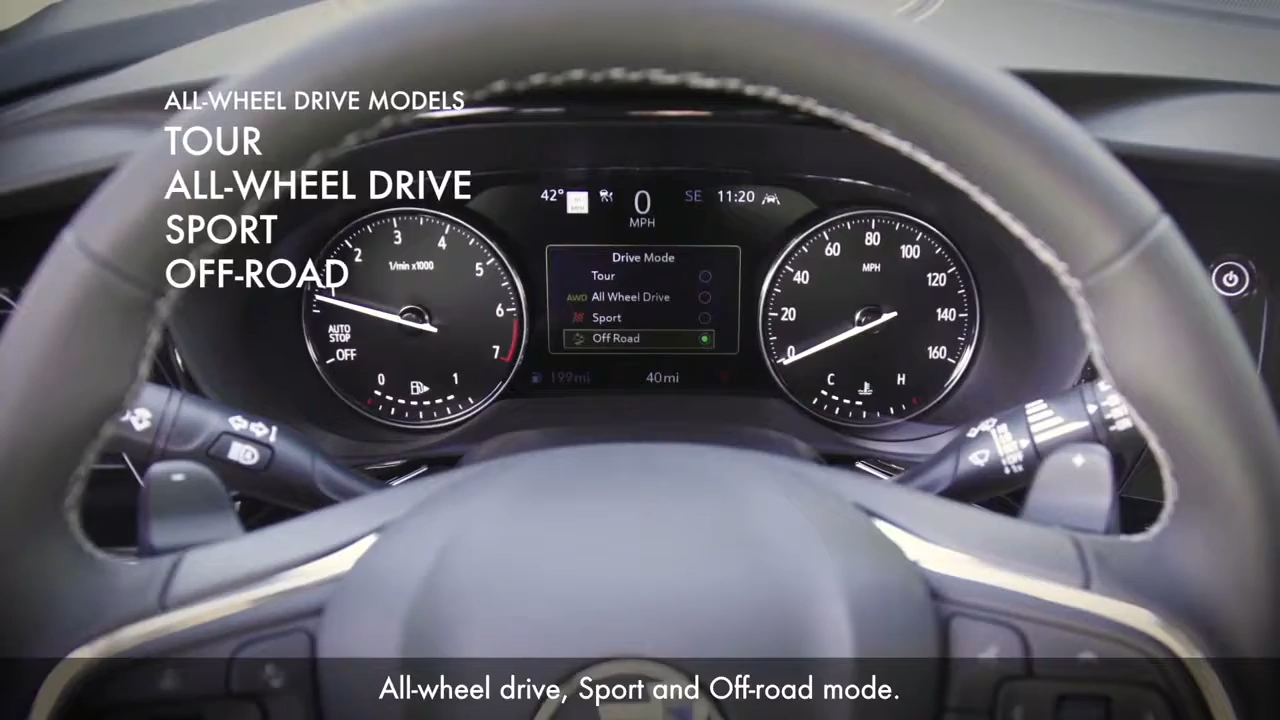 ALL-WHEEL DRIVE MODELS
TOUR
ALL-WHEEL DRIVE
SPORT
OFF-ROAD
42° 0 SE 11:20
MPH
Drive Mode
Tour
AWD All Wheel Drive
Sport
Off Road
199mi 40mi
1 2 3 4 5 6 7
1/min x1000
AUTO
STOP
OFF
0 1
0 20 40 60 80 100 120 140 160
MPH
C H
All-wheel drive, Sport and Off-road mode.